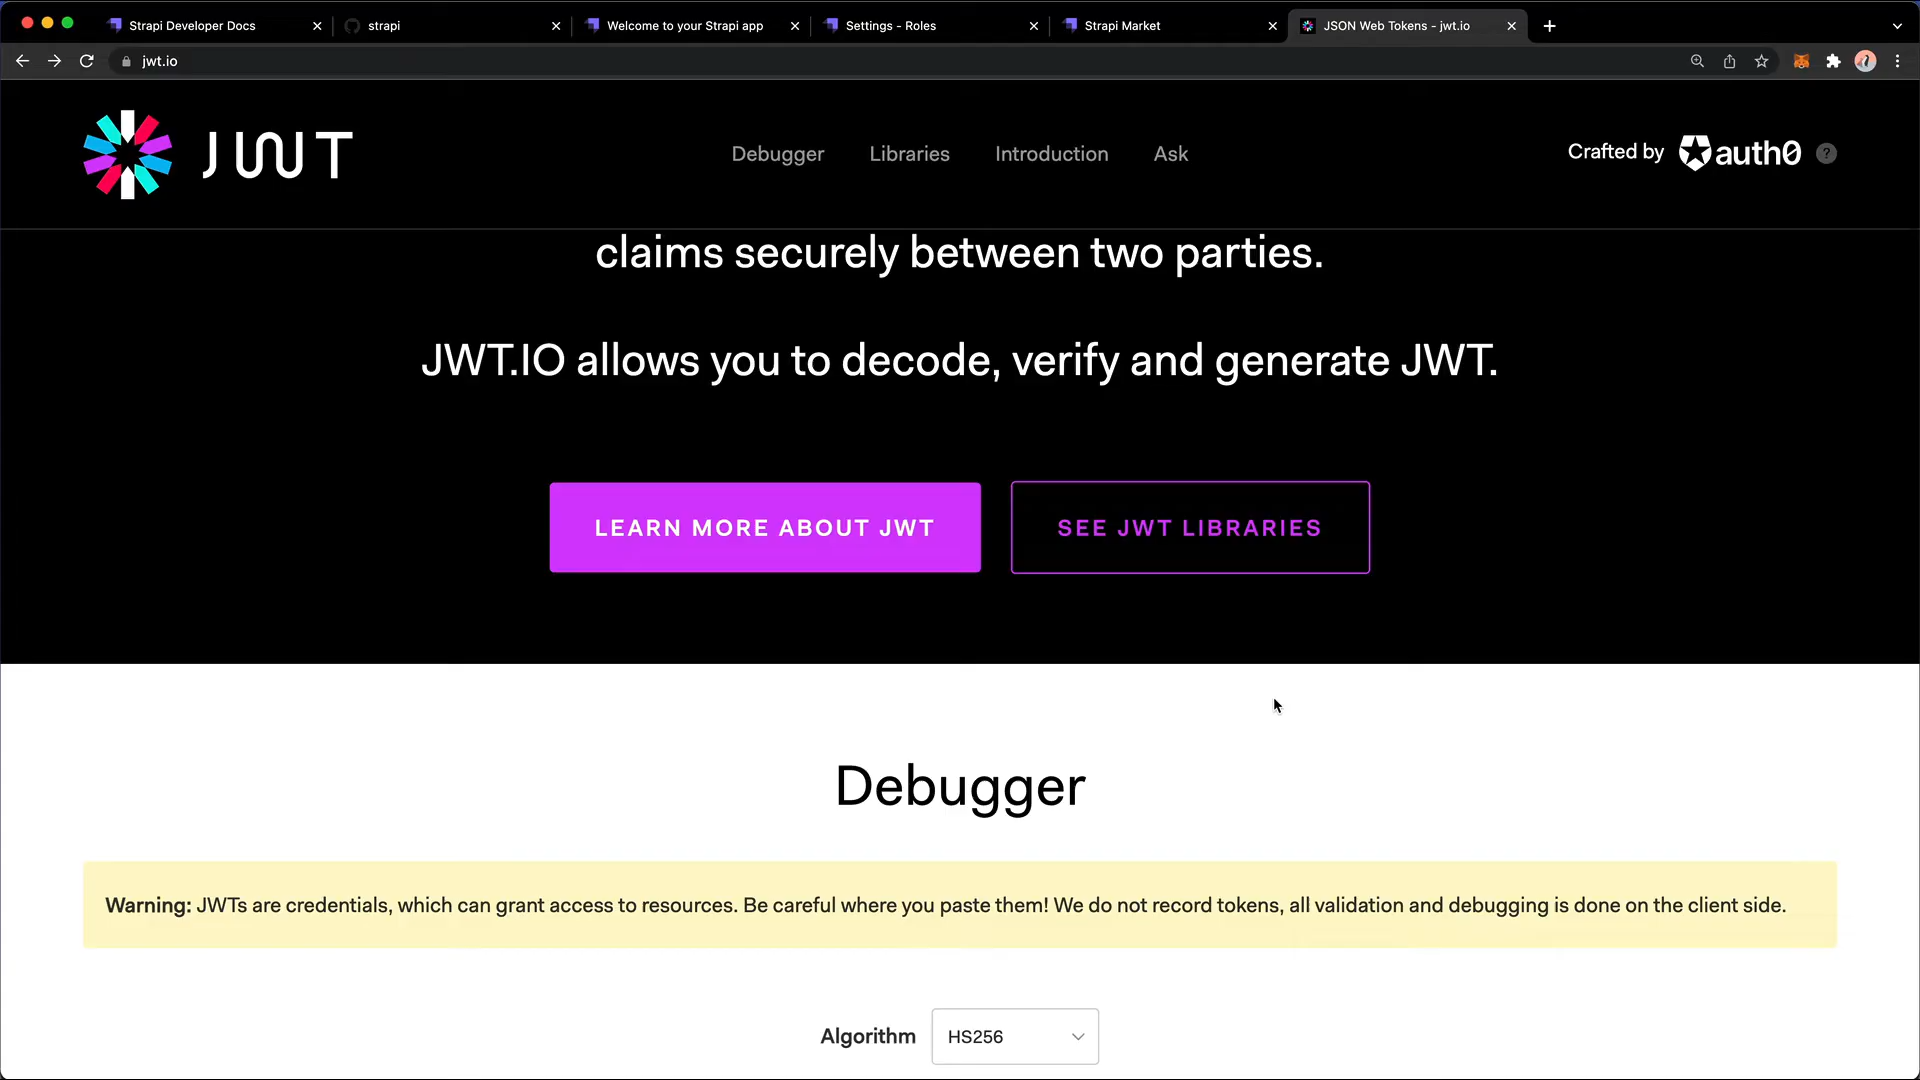 Strapi Developer Docs
strapi
Welcome to your Strapi app
Settings - Roles
Strapi Market
JSON Web Tokens - jwt.io
jwt.io
JWT
Debugger
Libraries
Introduction
Ask
Crafted by auth0
?
claims securely between two parties.
JWT.IO allows you to decode, verify and generate JWT.
LEARN MORE ABOUT JWT
SEE JWT LIBRARIES
Debugger
Warning: JWTs are credentials, which can grant access to resources. Be careful where you paste them! We do not record tokens, all validation and debugging is done on the client side.
Algorithm
HS256